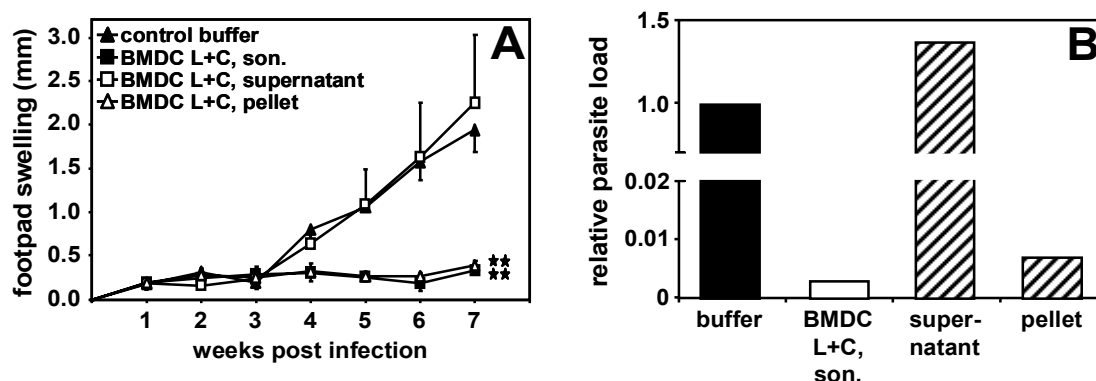 A
footpad swelling (mm)
3.0
2.5
2.0
1.5
1.0
0.5
0.0
control buffer
BMDC L+C, son.
BMDC L+C, supernatant
BMDC L+C, pellet
**
**
1 2 3 4 5 6 7
weeks post infection
B
relative parasite load
1.5
1.0
0.02
0.01
0
buffer BMDC super- pellet
L+C, natant
son.